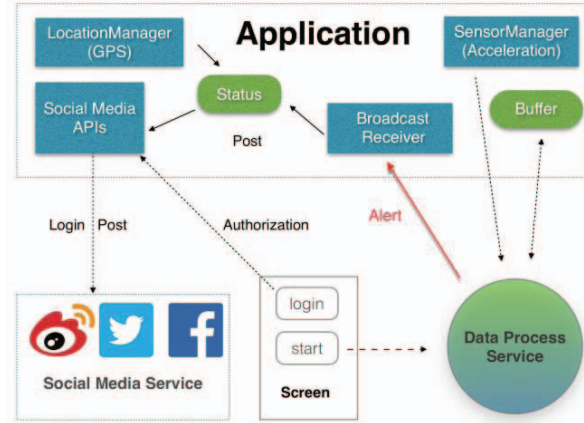 Application
LocationManager
(GPS)
SensorManager
(Acceleration)
Status
Buffer
Social Media
APIs
Broadcast
Receiver
Post
Login
Post
Authorization
Alert
login
start
Screen
Data Process
Service
Social Media Service